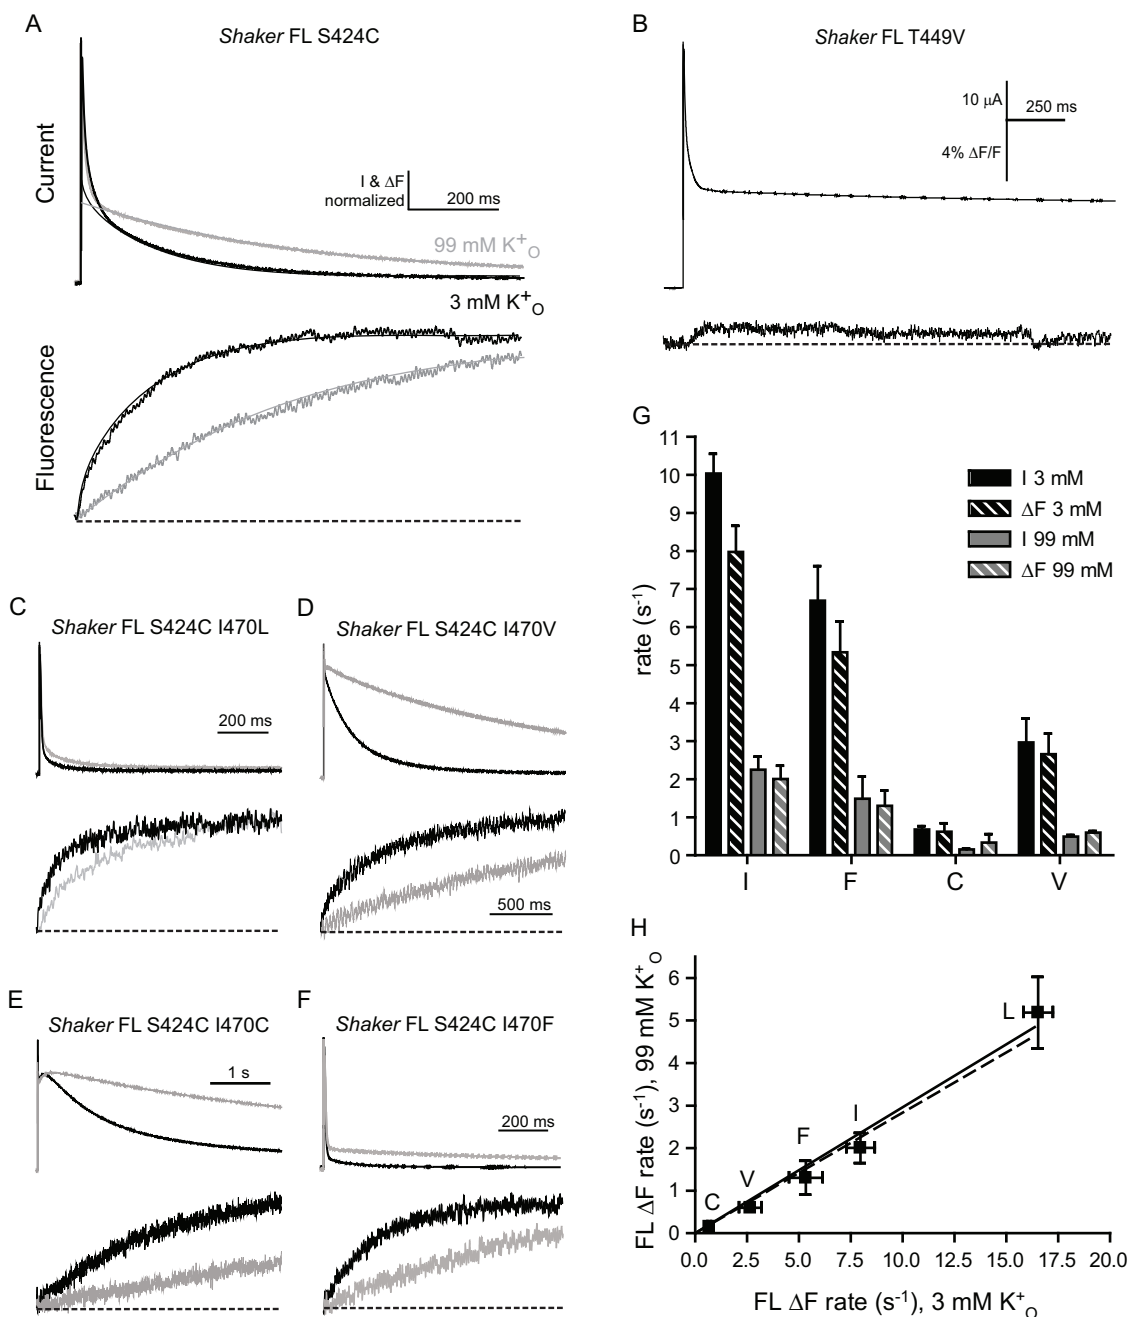 A
Shaker FL S424C
Current
I & ΔF
normalized
200 ms
99 mM K⁺O
3 mM K⁺O
Fluorescence
B
Shaker FL T449V
10 μA
250 ms
4% ΔF/F
C
Shaker FL S424C I470L
200 ms
D
Shaker FL S424C I470V
500 ms
E
Shaker FL S424C I470C
1 s
F
Shaker FL S424C I470F
200 ms
G
rate (s⁻¹)
11
10
9
8
7
6
5
4
3
2
1
0
I 3 mM
ΔF 3 mM
I 99 mM
ΔF 99 mM
I F C V
H
FL ΔF rate (s⁻¹), 99 mM K⁺O
6
5
4
3
2
1
0
L
I
F
V
C
0.0 2.5 5.0 7.5 10.0 12.5 15.0 17.5 20.0
FL ΔF rate (s⁻¹), 3 mM K⁺O